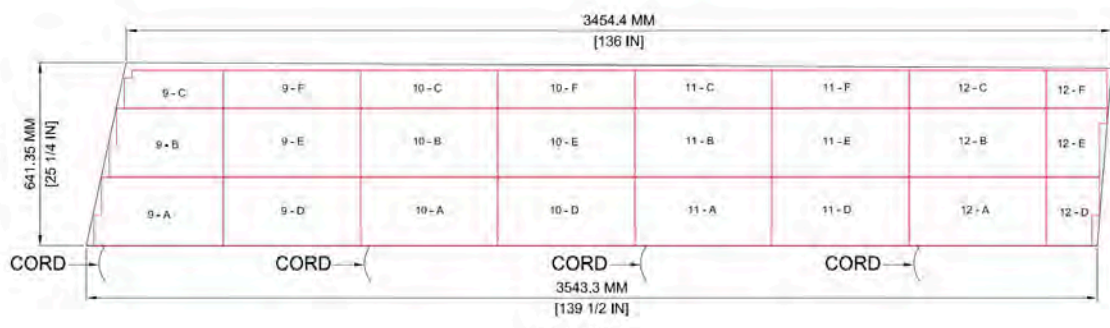 3454.4 MM
[136 IN]
641.35 MM
[25 1/4 IN]
9 - C 9 - F 10 - C 10 - F 11 - C 11 - F 12 - C 12 - F
9 - B 9 - E 10 - B 10 - E 11 - B 11 - E 12 - B 12 - E
9 - A 9 - D 10 - A 10 - D 11 - A 11 - D 12 - A 12 - D
CORD CORD CORD CORD
3543.3 MM
[139 1/2 IN]